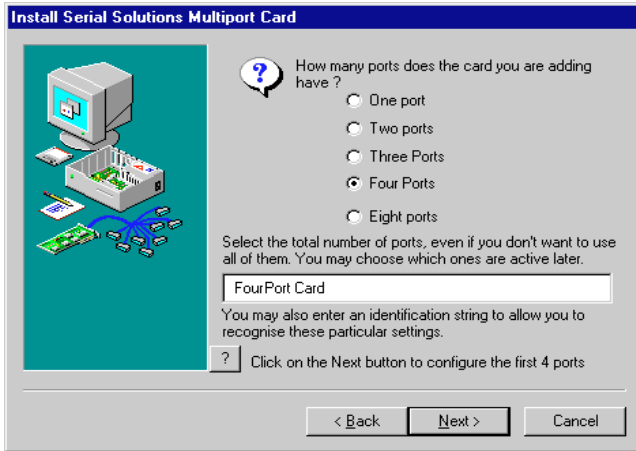 Install Serial Solutions Multiport Card
How many ports does the card you are adding
have ?
One port
Two ports
Three Ports
Four Ports
Eight ports
Select the total number of ports, even if you don't want to use
all of them. You may choose which ones are active later.
FourPort Card
You may also enter an identification string to allow you to
recognise these particular settings.
? Click on the Next button to configure the first 4 ports
< Back Next > Cancel